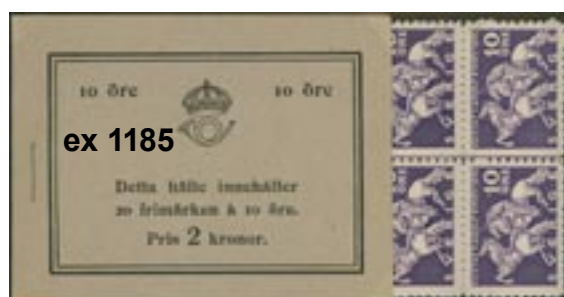 10 öre 10 öre
ex 1185
Detta häfte innehåller
20 frimärken à 10 öre.
Pris 2 kronor.
10
10